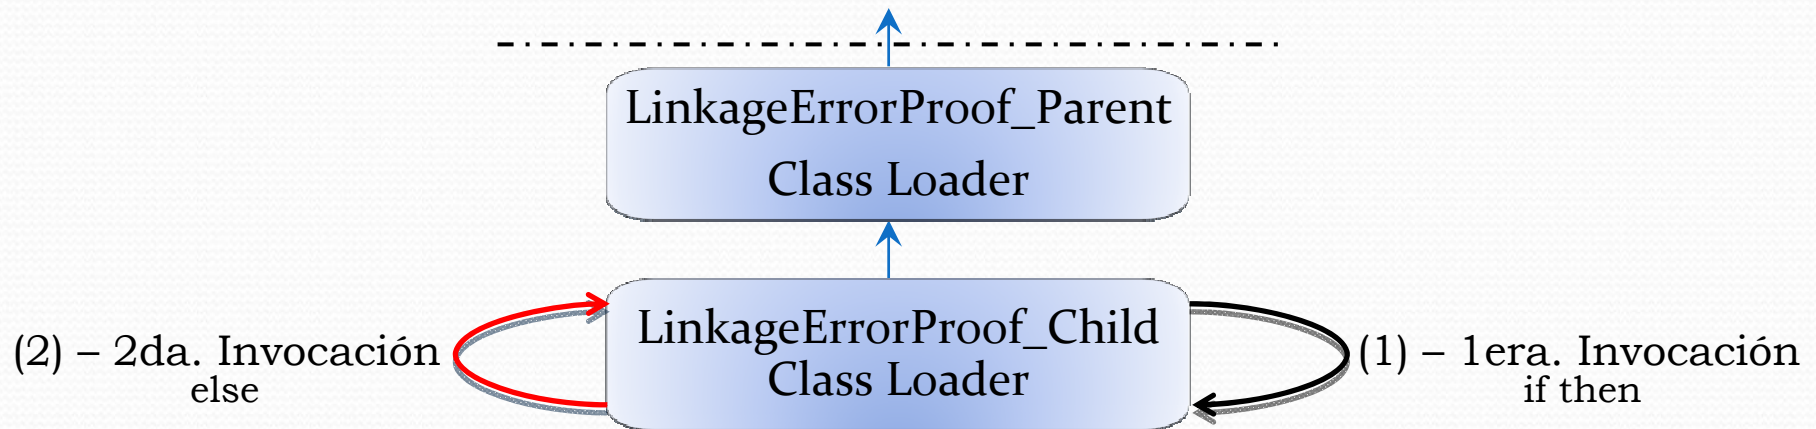 LinkageErrorProof_Parent
Class Loader
LinkageErrorProof_Child
Class Loader
(2) – 2da. Invocación
else
(1) – 1era. Invocación
if then